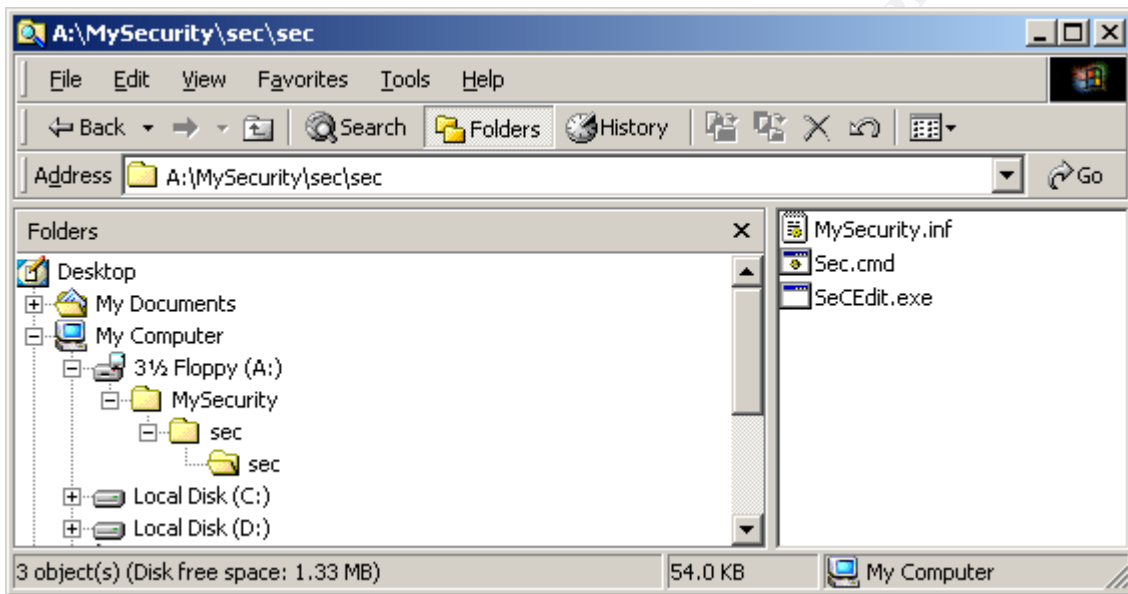 A:\MySecurity\sec\sec
File Edit View Favorites Tools Help
Back Search Folders History
Address A:\MySecurity\sec\sec Go
Folders
Desktop
My Documents
My Computer
3½ Floppy (A:)
MySecurity
sec
sec
Local Disk (C:)
Local Disk (D:)
MySecurity.inf
Sec.cmd
SeCEdit.exe
3 object(s) (Disk free space: 1.33 MB) 54.0 KB My Computer